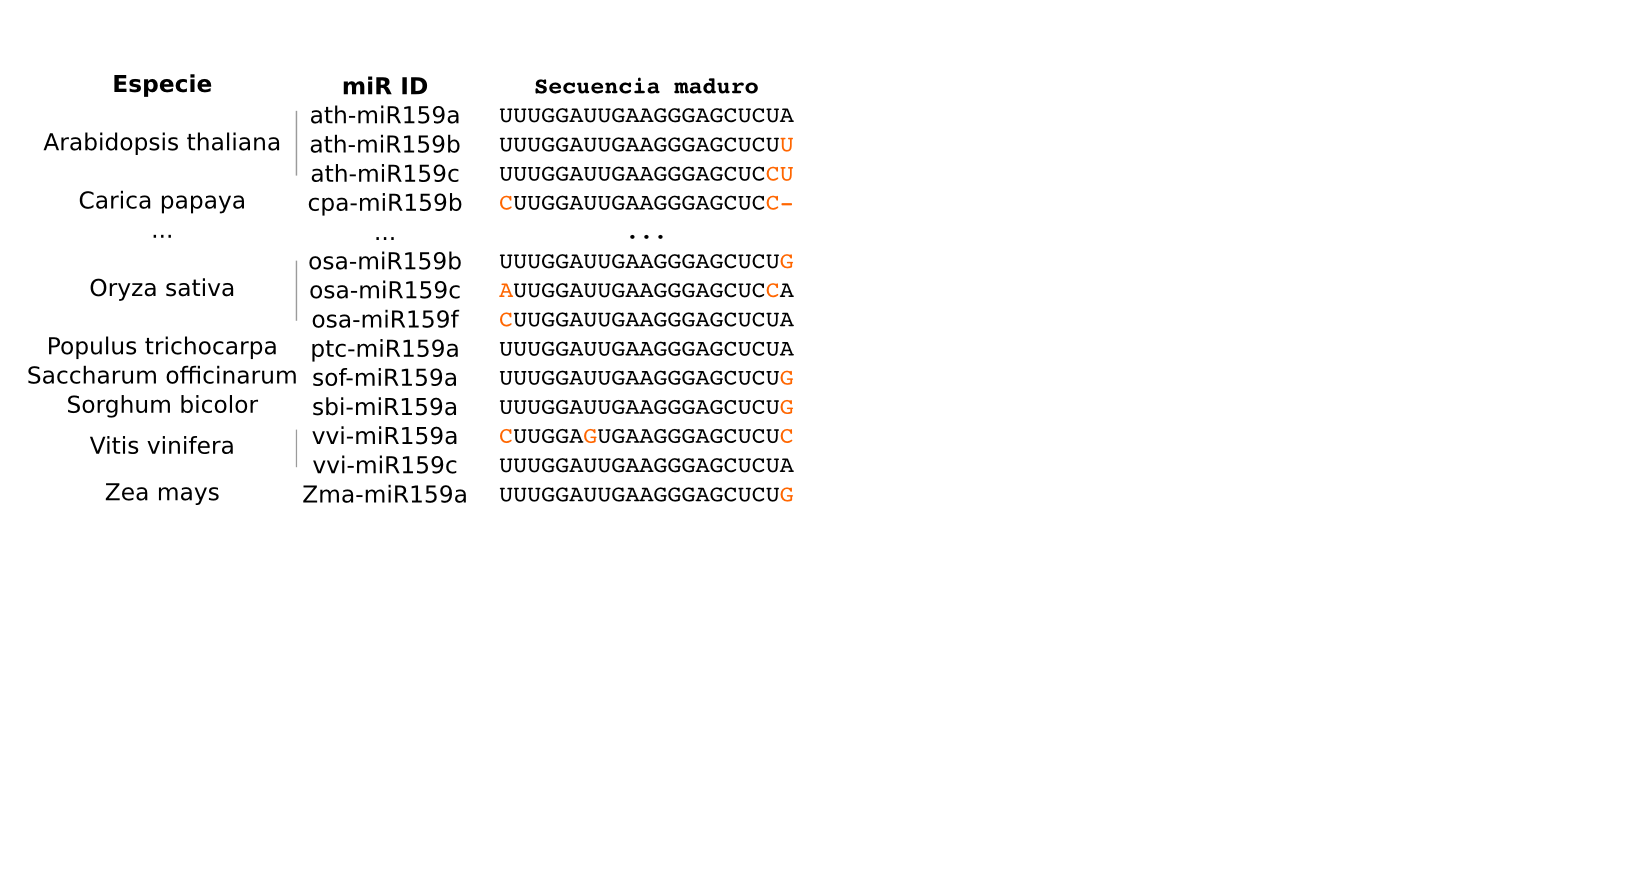 Especie miR ID Secuencia maduro
ath-miR159a UUUGGAUUGAAGGGAGCUCUA
Arabidopsis thaliana ath-miR159b UUUGGAUUGAAGGGAGCUCUU
ath-miR159c UUUGGAUUGAAGGGAGCUCCU
Carica papaya cpa-miR159b CUUGGAUUGAAGGGAGCUCC-
... ... ...
osa-miR159b UUUGGAUUGAAGGGAGCUCUG
Oryza sativa osa-miR159c AUUGGAUUGAAGGGAGCUCCA
osa-miR159f CUUGGAUUGAAGGGAGCUCUA
Populus trichocarpa ptc-miR159a UUUGGAUUGAAGGGAGCUCUA
Saccharum officinarum sof-miR159a UUUGGAUUGAAGGGAGCUCUG
Sorghum bicolor sbi-miR159a UUUGGAUUGAAGGGAGCUCUG
Vitis vinifera vvi-miR159a CUUGGAGUGAAGGGAGCUCUC
vvi-miR159c UUUGGAUUGAAGGGAGCUCUA
Zea mays Zma-miR159a UUUGGAUUGAAGGGAGCUCUG